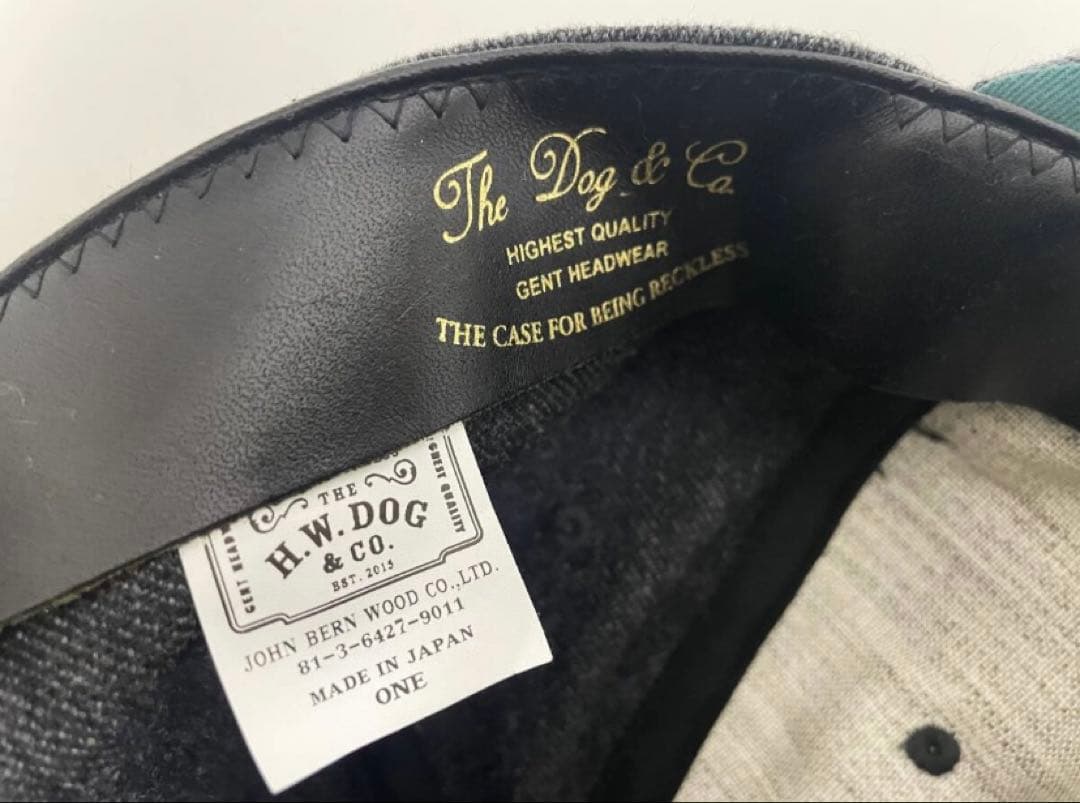 The Dog & Co.
HIGHEST QUALITY
GENT HEADWEAR
THE CASE FOR BEING RECKLESS
THE
H.W. DOG
& CO.
EST. 2015
GENT HEAD
QUALITY
JOHN BERN WOOD CO.,LTD.
81-3-6427-9011
MADE IN JAPAN
ONE